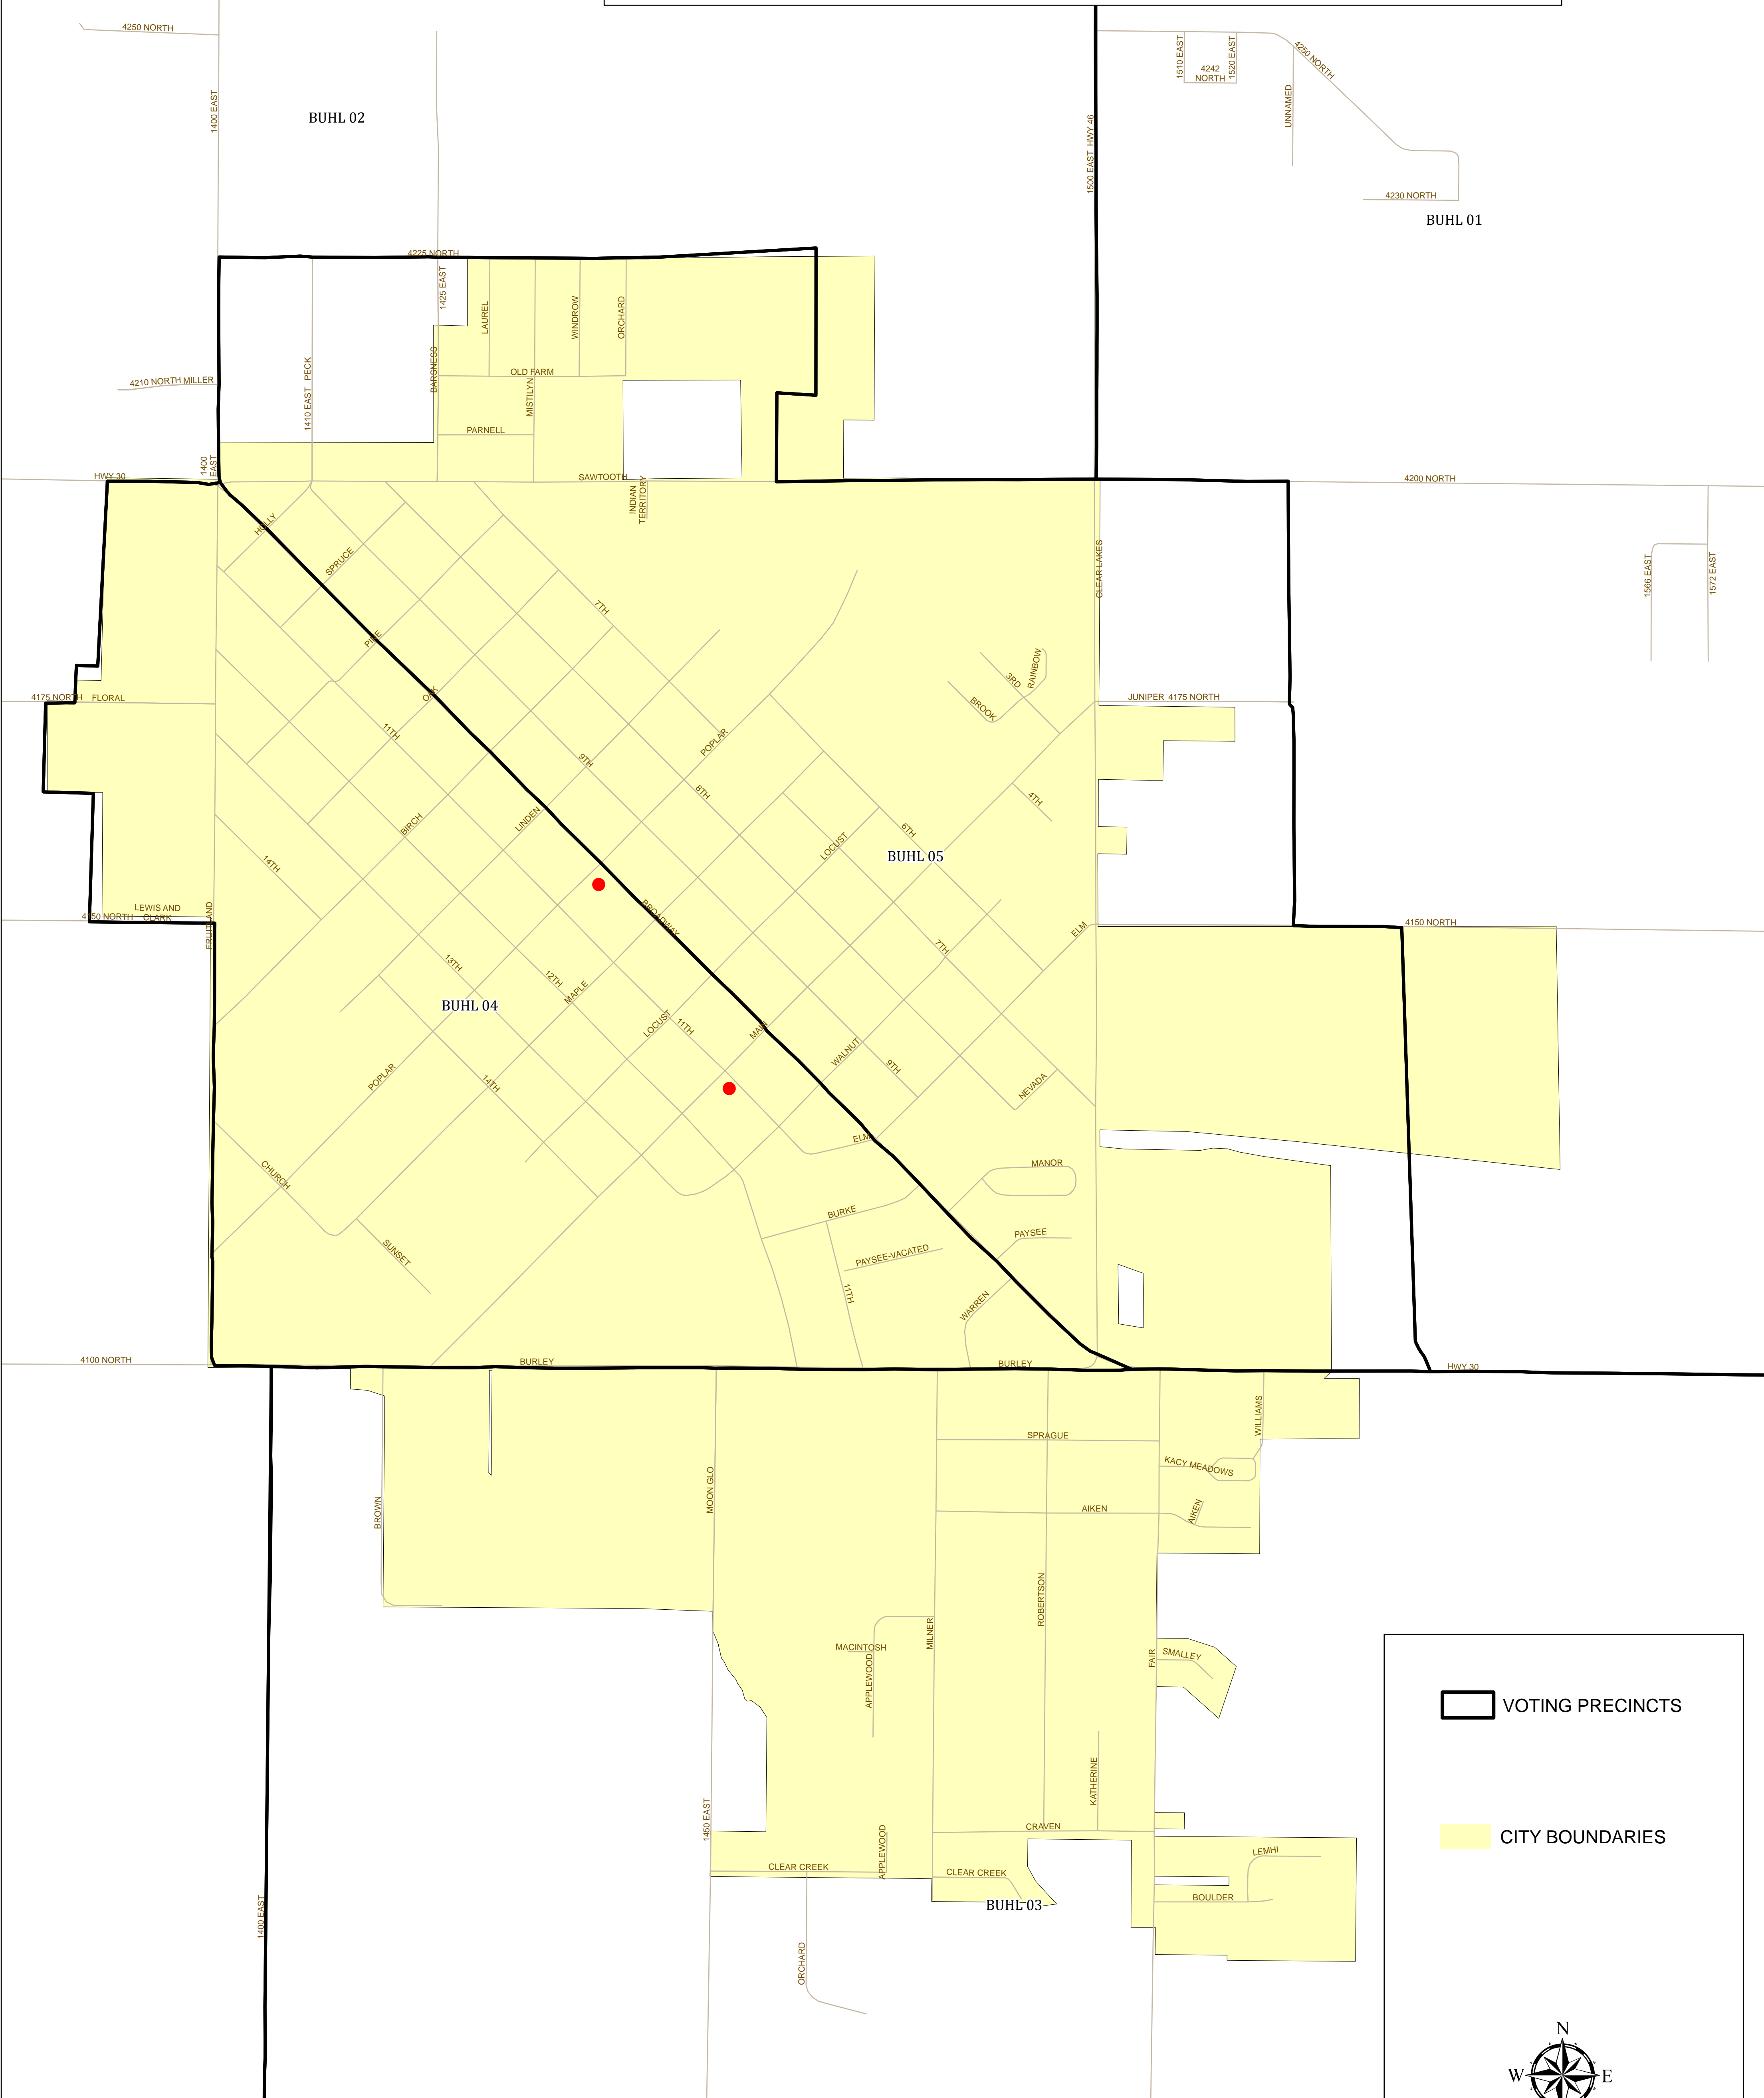 4250 NORTH
1400 EAST
BUHL 02
1500 EAST HWY 46
1510 EAST
4242
NORTH
1520 EAST
4250 NORTH
UNNAMED
4230 NORTH
BUHL 01
4225 NORTH
1425 EAST
LAUREL
WINDROW
ORCHARD
4210 NORTH MILLER
1410 EAST PECK
BARSNESS
OLD FARM
MISTILYN
PARNELL
HWY 30
1400
EAST
SAWTOOTH
INDIAN
TERRITORY
4200 NORTH
HOLLY
SPRUCE
CLEAR LAKES
1566 EAST
1572 EAST
7TH
PINE
OAK
3RD
RAINBOW
BROOK
4175 NORTH FLORAL
JUNIPER 4175 NORTH
11TH
9TH
POPLAR
8TH
4TH
BIRCH
LINDEN
6TH
LOCUST
BUHL 05
14TH
LEWIS AND
4150 NORTH CLARK
FRUITLAND
BROADWAY
ELM
4150 NORTH
7TH
13TH
12TH
MAPLE
BUHL 04
LOCUST
11TH
MAIN
WALNUT
9TH
POPLAR
14TH
NEVADA
ELM
MANOR
CHURCH
BURKE
SUNSET
PAYSEE
PAYSEE-VACATED
11TH
WARREN
4100 NORTH
BURLEY
BURLEY
HWY 30
WILLIAMS
SPRAGUE
KACY MEADOWS
MOON GLO
BROWN
AIKEN
AIKEN
ROBERTSON
MILNER
MACINTOSH
APPLEWOOD
FAIR
SMALLEY
KATHERINE
1450 EAST
CRAVEN
APPLEWOOD
CLEAR CREEK
CLEAR CREEK
LEMHI
BOULDER
BUHL 03
1400 EAST
ORCHARD
VOTING PRECINCTS
CITY BOUNDARIES
N
W
E